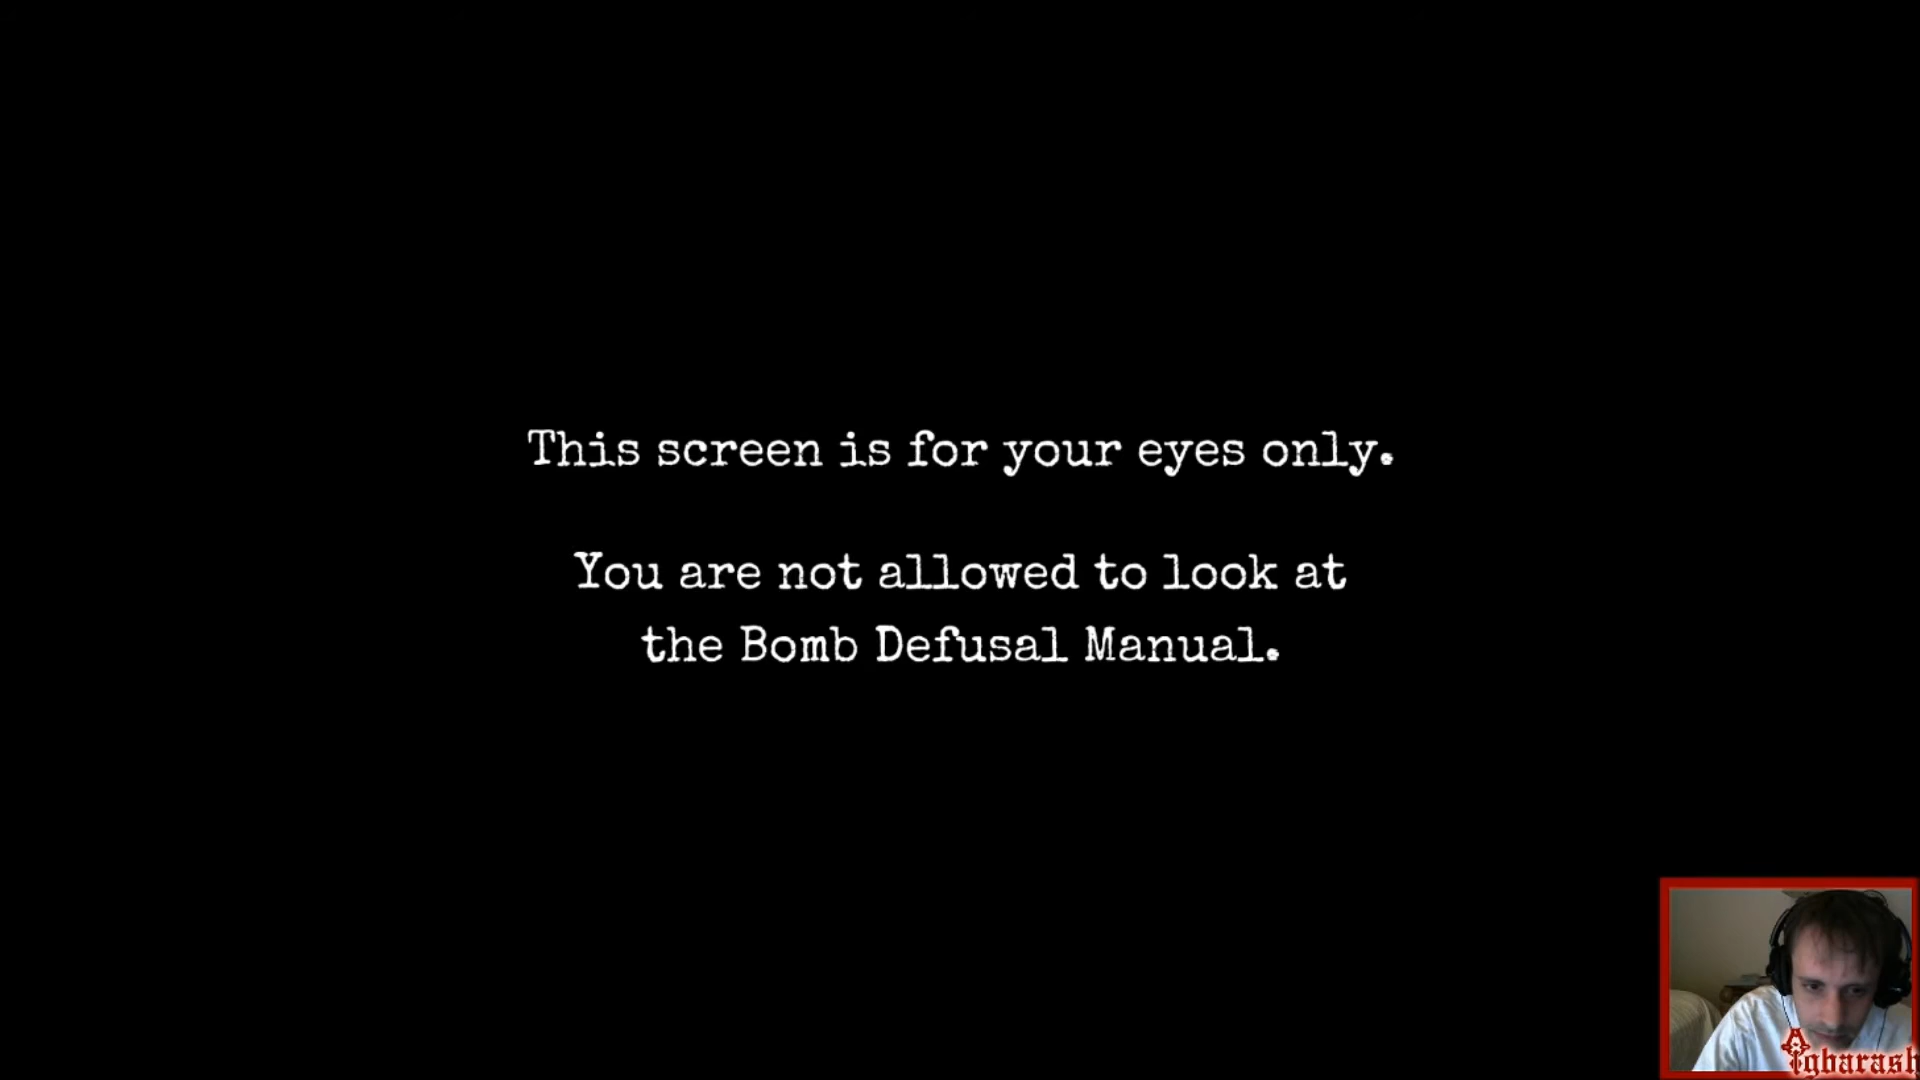 This screen is for your eyes only.
You are not allowed to look at
the Bomb Defusal Manual.